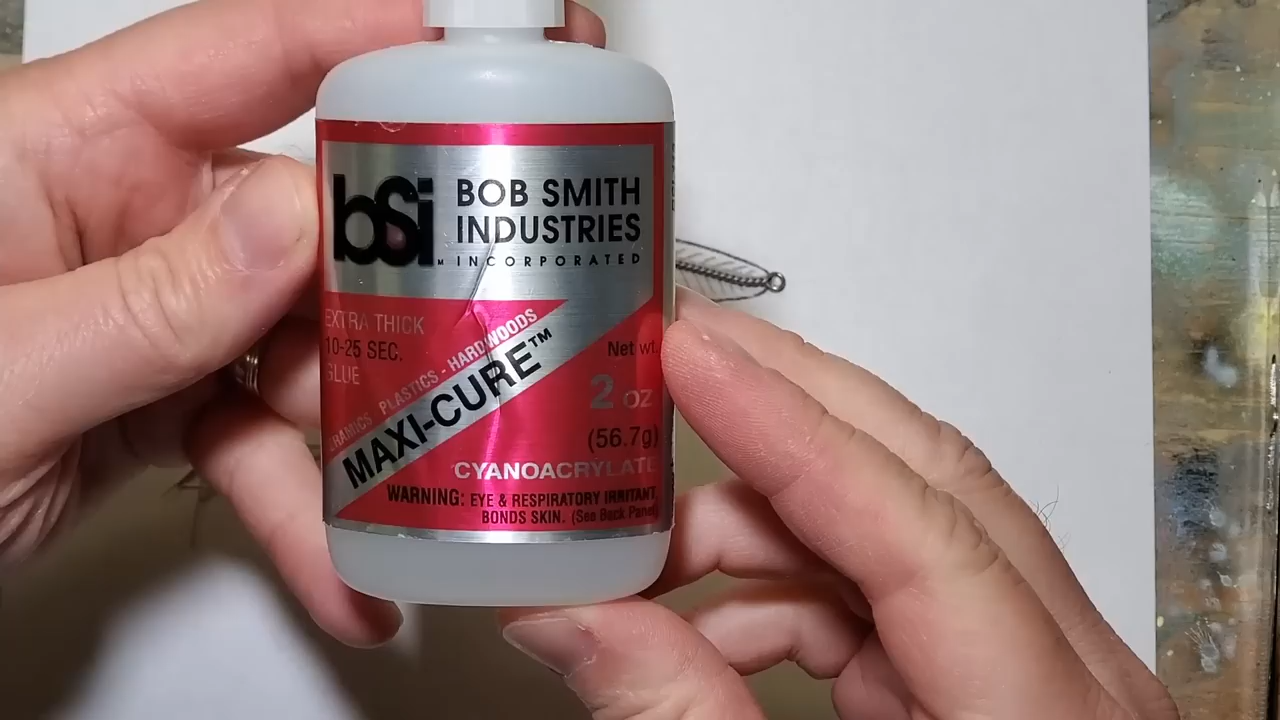 bSi
BOB SMITH
INDUSTRIES
INCORPORATED
EXTRA THICK
10-25 SEC.
GLUE
PLASTICS - HARDWOODS
MAXI-CURE™
Net wt.
2 oz
(56.7g)
CYANOACRYLATE
WARNING: EYE & RESPIRATORY IRRITANT
BONDS SKIN. (See Back Panel)